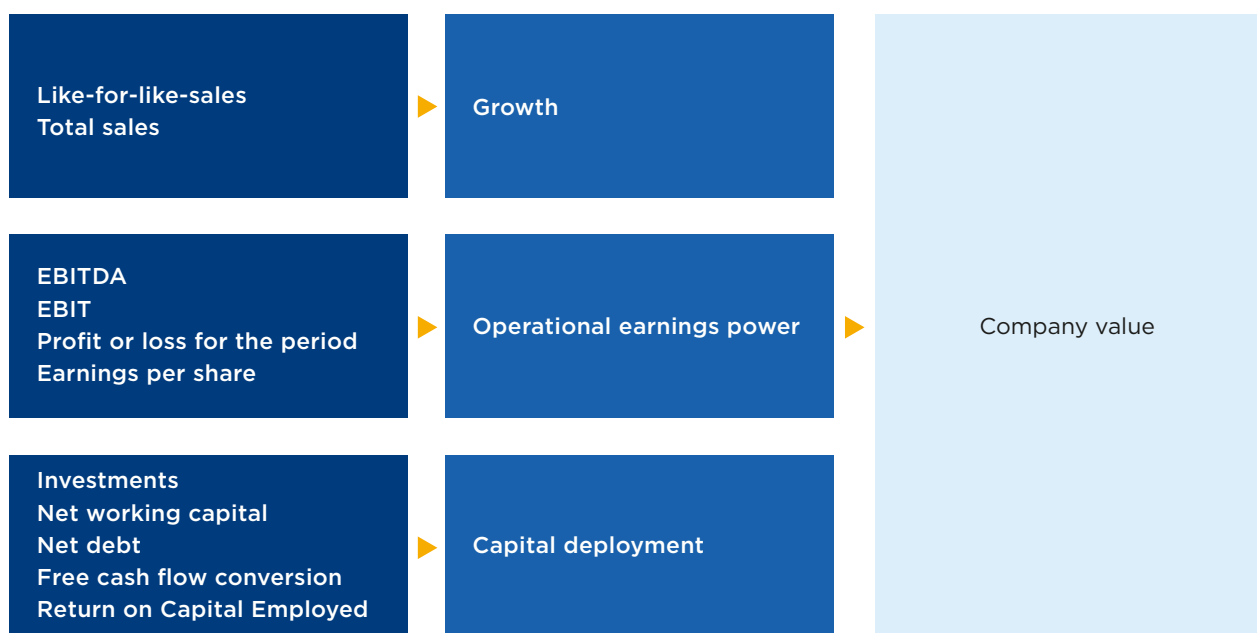 Like-for-like-sales
Total sales
Growth
EBITDA
EBIT
Profit or loss for the period
Earnings per share
Operational earnings power
Company value
Investments
Net working capital
Net debt
Free cash flow conversion
Return on Capital Employed
Capital deployment